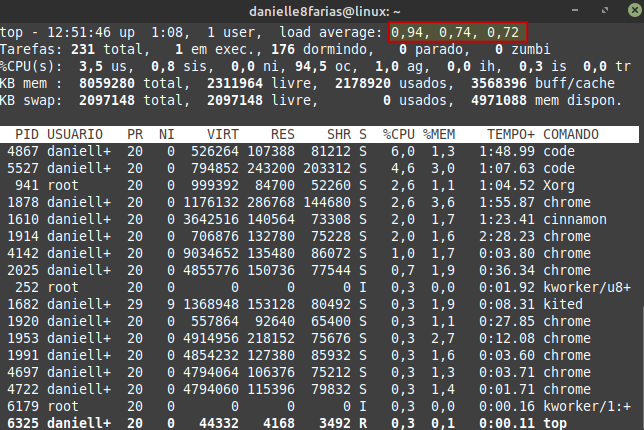 danielle8farias@linux: ~
top - 12:51:46 up  1:08,  1 user,  load average: 0,94, 0,74, 0,72
Tarefas: 231 total,   1 em exec., 176 dormindo,   0 parado,   0 zumbi
%CPU(s):  3,5 us,  0,8 sis,  0,0 ni, 94,5 oc,  1,0 ag,  0,0 ih,  0,3 is  0,0 tr
KB mem :  8059280 total,  2311964 livre,  2178920 usados,  3568396 buff/cache
KB swap:  2097148 total,  2097148 livre,        0 usados,  4971088 mem dispon.
PID USUARIO   PR  NI    VIRT    RES    SHR S  %CPU %MEM    TEMPO+ COMANDO
4867 daniell+  20   0  526264 107388  81212 S   6,0  1,3   1:48.99 code
5527 daniell+  20   0  794852 243200 203312 S   4,6  3,0   1:07.63 code
941 root      20   0  999392  84700  52260 S   2,6  1,1   1:04.52 Xorg
1878 daniell+  20   0 1176132 286768 144680 S   2,6  3,6   1:55.87 chrome
1610 daniell+  20   0 3642516 140564  73308 S   2,0  1,7   1:23.41 cinnamon
1914 daniell+  20   0  706876 132780  75228 S   2,0  1,6   2:28.23 chrome
4142 daniell+  20   0 9034652 135480  86072 S   1,0  1,7   0:03.80 chrome
2025 daniell+  20   0 4855776 150736  77544 S   0,7  1,9   0:36.34 chrome
252 root      20   0       0      0      0 I   0,3  0,0   0:01.92 kworker/u8+
1682 daniell+  29   9 1368948 153128  80492 S   0,3  1,9   0:08.31 kited
1920 daniell+  20   0  557864  92640  65400 S   0,3  1,1   0:27.85 chrome
1953 daniell+  20   0 4914956 218152  75676 S   0,3  2,7   0:12.08 chrome
1991 daniell+  20   0 4854232 127380  85932 S   0,3  1,6   0:03.60 chrome
4697 daniell+  20   0 4794064 106376  75212 S   0,3  1,3   0:03.71 chrome
4722 daniell+  20   0 4794060 115396  79832 S   0,3  1,4   0:01.71 chrome
6179 root      20   0       0      0      0 I   0,3  0,0   0:00.16 kworker/1:+
6325 daniell+  20   0   44332   4168   3492 R   0,3  0,1   0:00.11 top